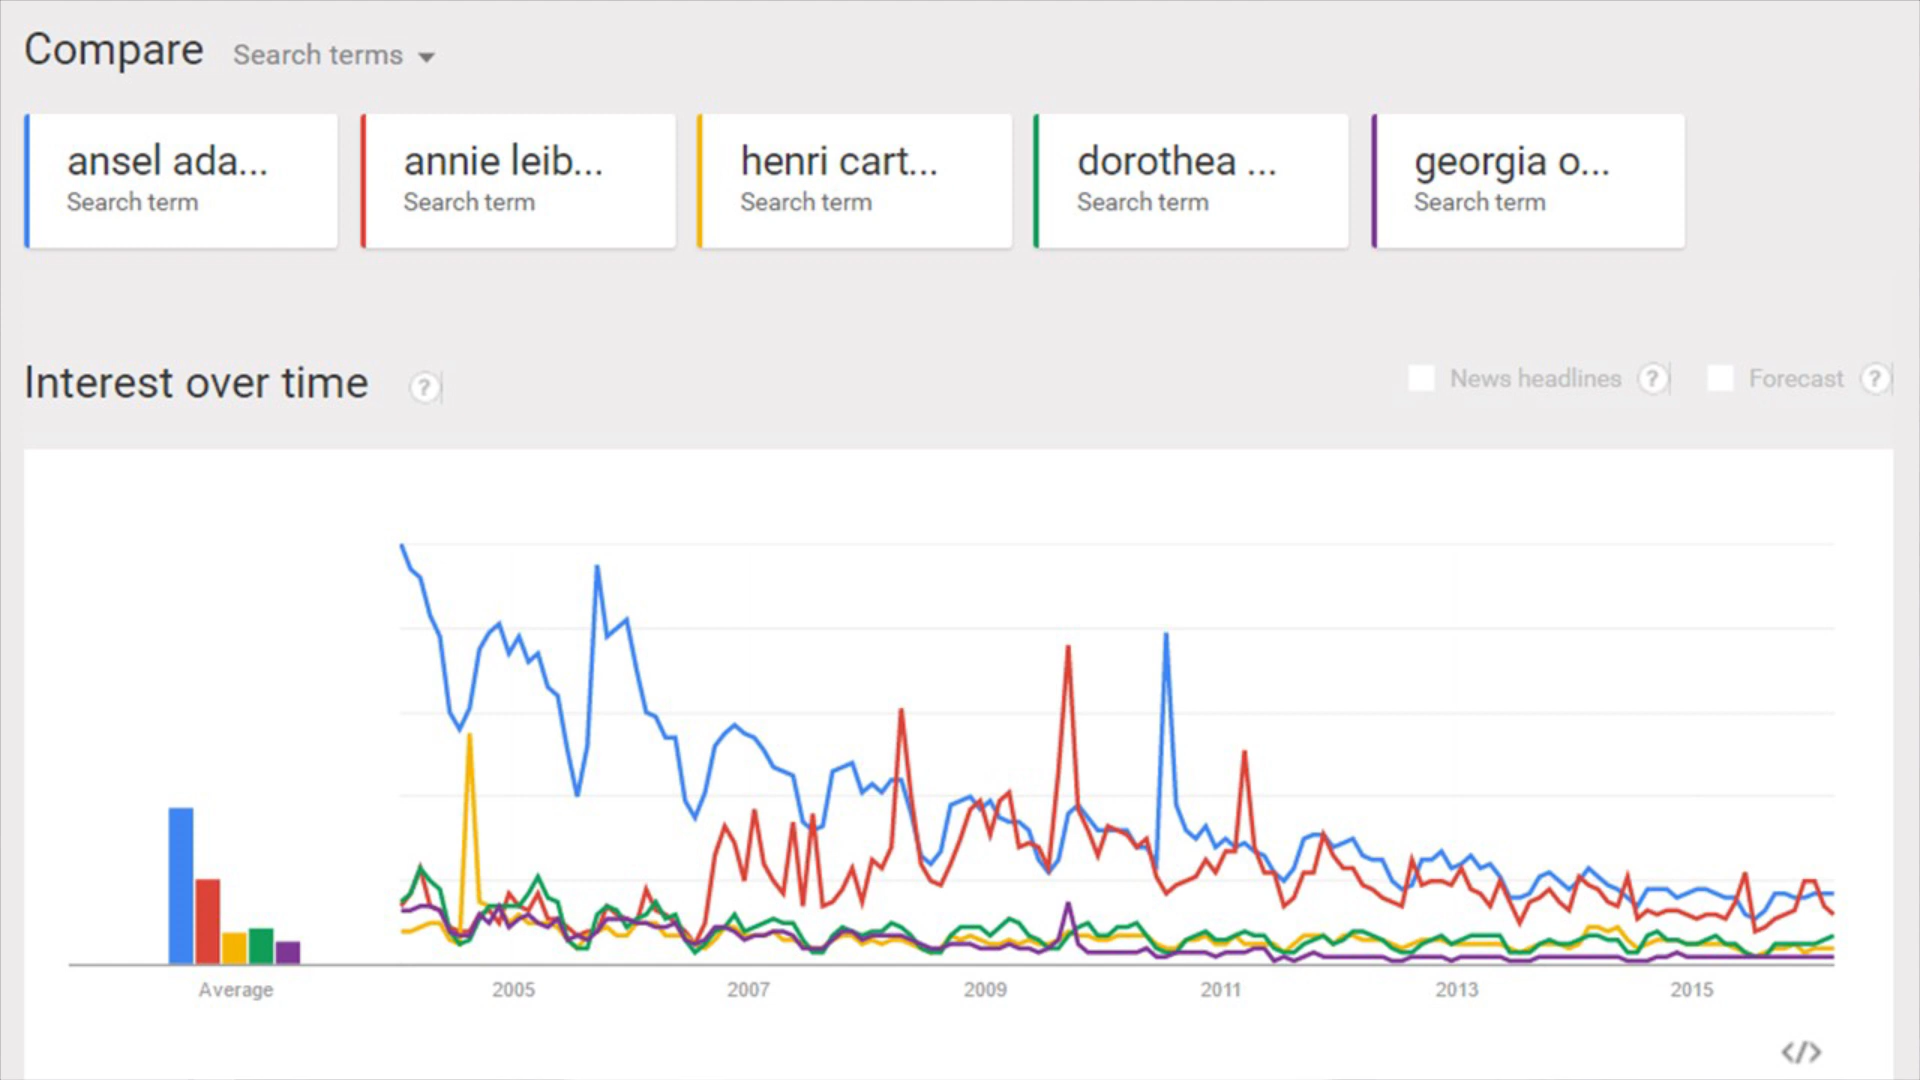 Compare Search terms
ansel ada... annie leib... henri cart... dorothea ... georgia o...
Search term Search term Search term Search term Search term
Interest over time ? News headlines ? Forecast ?
Average 2005 2007 2009 2011 2013 2015
</>